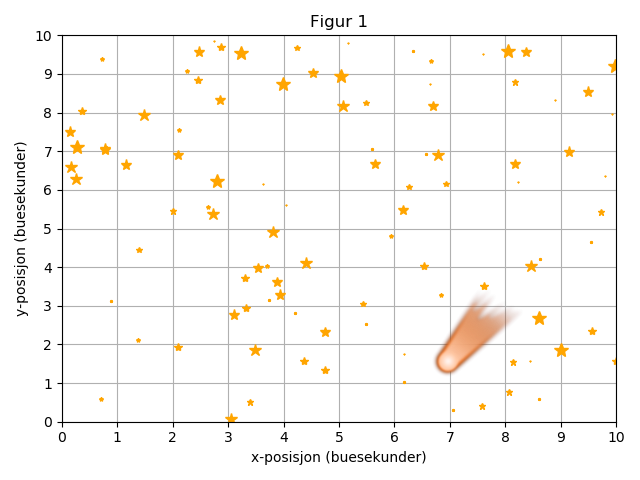 Figur 1
10
9
8
7
6
5
4
3
2
1
0
y-posisjon (buesekunder)
0 1 2 3 4 5 6 7 8 9 10
x-posisjon (buesekunder)